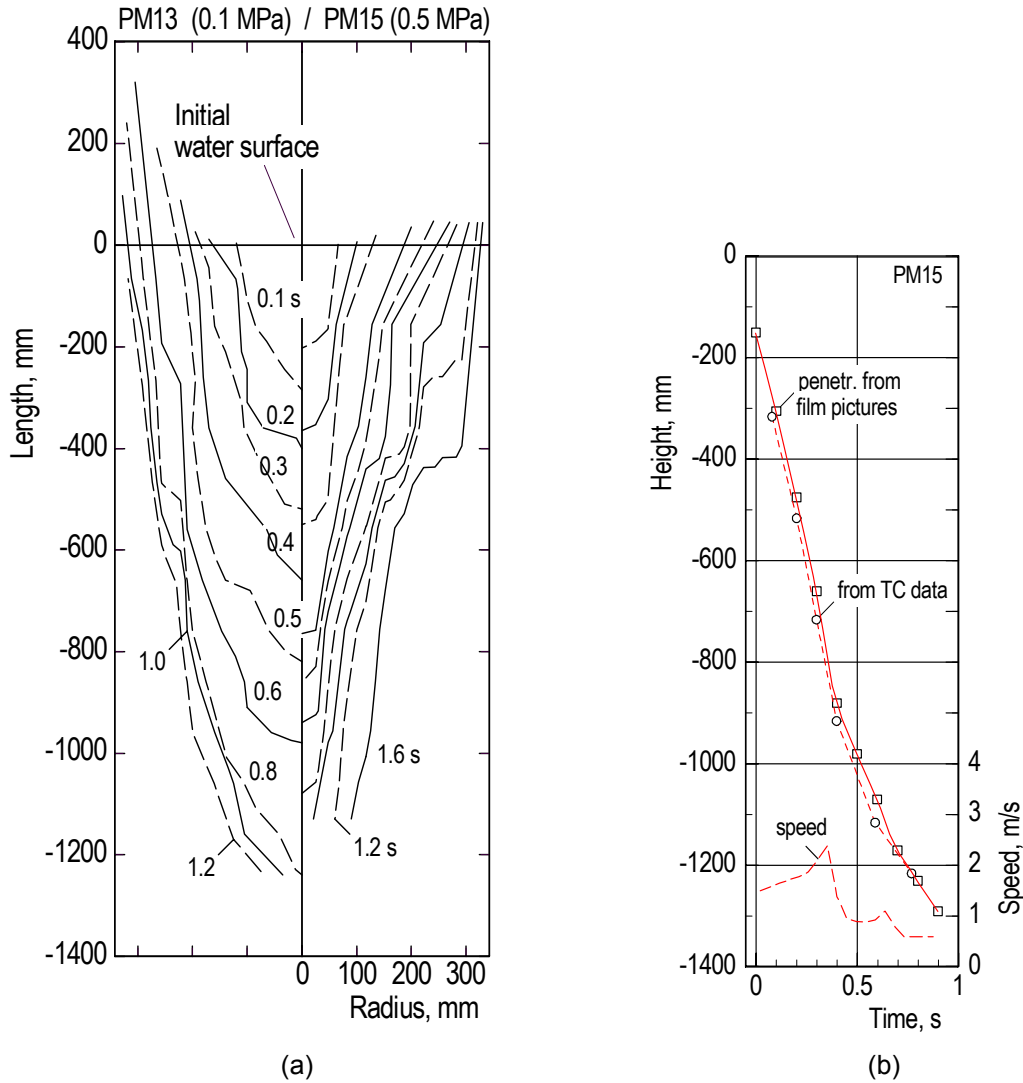 PM13 (0.1 MPa) / PM15 (0.5 MPa)
400
200
0
-200
-400
-600
-800
-1000
-1200
-1400
Length, mm
Initial
water surface
0.1 s
0.2
0.3
0.4
0.5
0.6
0.8
1.0
1.2
1.6 s
1.2 s
0 100 200 300
Radius, mm
(a)
PM15
0
-200
-400
-600
-800
-1000
-1200
-1400
Height, mm
penetr. from
film pictures
from TC data
speed
4
3
2
1
0
Speed, m/s
0 0.5 1
Time, s
(b)